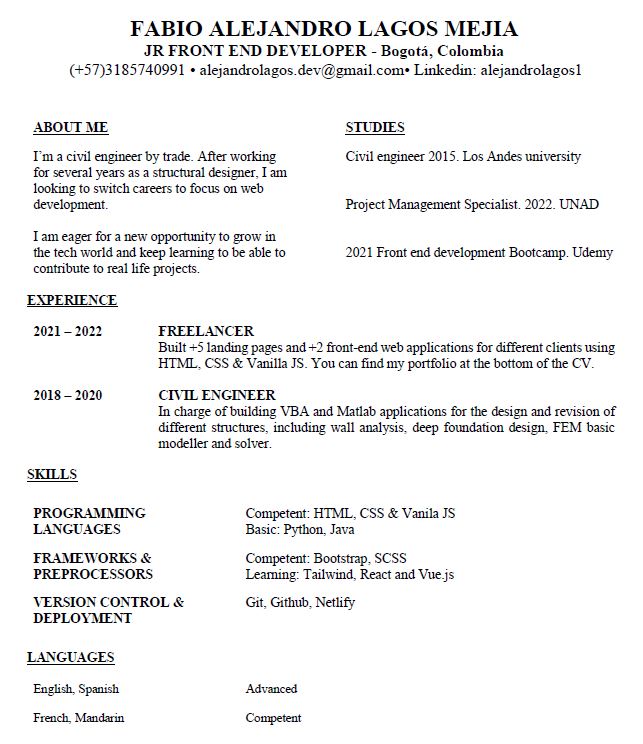 FABIO ALEJANDRO LAGOS MEJIA
JR FRONT END DEVELOPER - Bogotá, Colombia
(+57)3185740991 • alejandrolagos.dev@gmail.com• Linkedin: alejandrolagos1
ABOUT ME
I'm a civil engineer by trade. After working
for several years as a structural designer, I am
looking to switch careers to focus on web
development.
I am eager for a new opportunity to grow in
the tech world and keep learning to be able to
contribute to real life projects.
STUDIES
Civil engineer 2015. Los Andes university
Project Management Specialist. 2022. UNAD
2021 Front end development Bootcamp. Udemy
EXPERIENCE
2021 – 2022 FREELANCER
Built +5 landing pages and +2 front-end web applications for different clients using
HTML, CSS & Vanilla JS. You can find my portfolio at the bottom of the CV.
2018 – 2020 CIVIL ENGINEER
In charge of building VBA and Matlab applications for the design and revision of
different structures, including wall analysis, deep foundation design, FEM basic
modeller and solver.
SKILLS
PROGRAMMING LANGUAGES
Competent: HTML, CSS & Vanila JS
Basic: Python, Java
FRAMEWORKS &
PREPROCESSORS
Competent: Bootstrap, SCSS
Learning: Tailwind, React and Vue.js
VERSION CONTROL &
DEPLOYMENT
Git, Github, Netlify
LANGUAGES
English, Spanish Advanced
French, Mandarin Competent